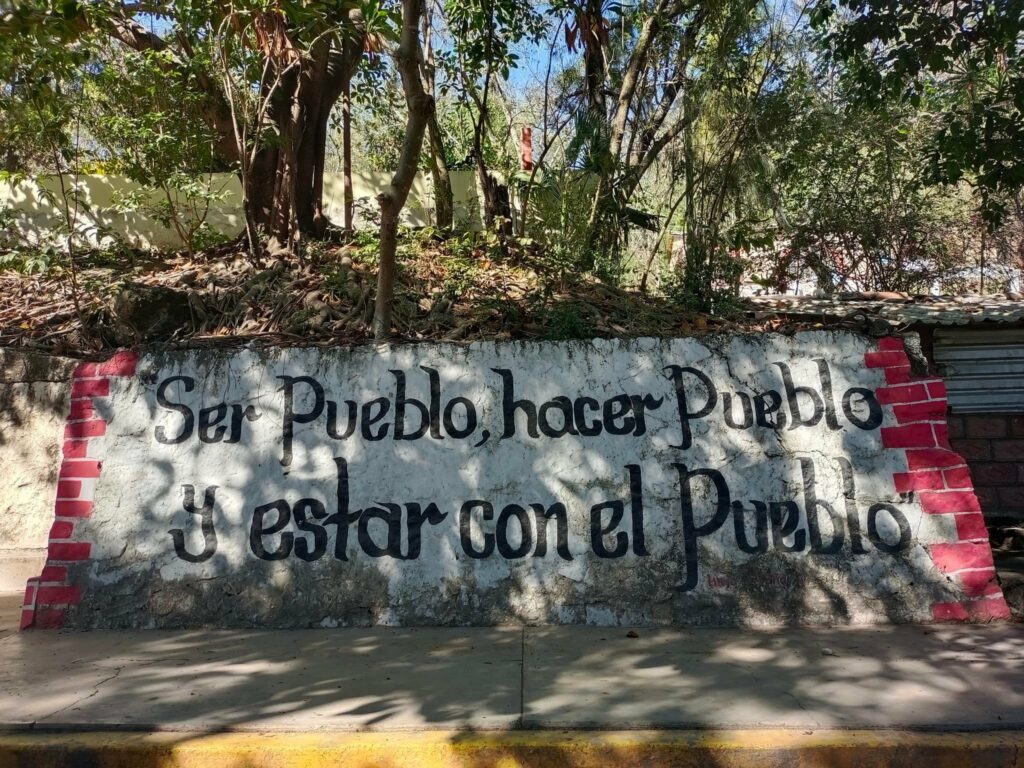 "Ser Pueblo, hacer Pueblo
y estar con el Pueblo"